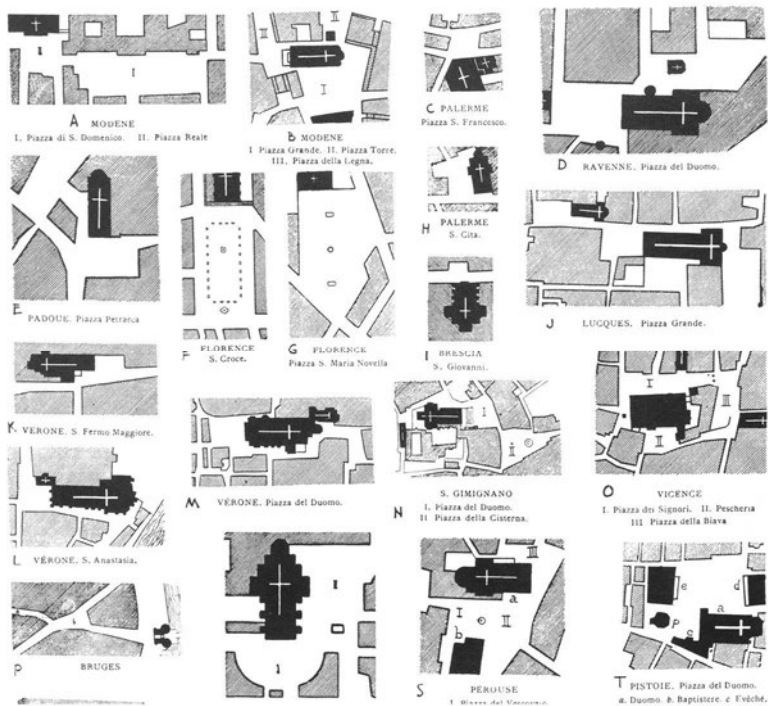 A MODENE
I. Piazza di S. Domenico. II. Piazza Reale
B MODENE
I Piazza Grande. II. Piazza Torre.
III. Piazza della Legna.
C PALERME
Piazza S. Francesco.
D RAVENNE. Piazza del Duomo.
E PADOUE. Piazza Petrarca
F FLORENCE
S. Croce.
G FLORENCE
Piazza S. Maria Novella
H PALERME
S. Cita.
I BRESCIA
S. Giovanni.
J LUCQUES. Piazza Grande.
K VERONE. S. Fermo Maggiore.
L VÉRONE. S. Anastasia.
M VÉRONE. Piazza del Duomo.
N S. GIMIGNANO
I. Piazza del Duomo.
II Piazza della Cisterna.
O VICENCE
I. Piazza dei Signori. II. Pescheria
III Piazza della Biava
P BRUGES
S PÉROUSE
T PISTOIE. Piazza del Duomo.
a. Duomo. b. Baptistere. c Evêché.